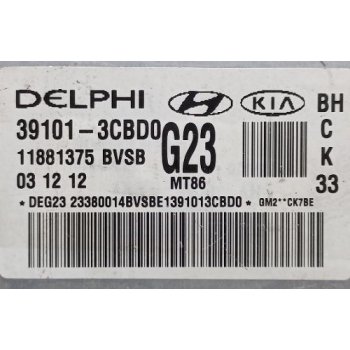 DELPHI KIA BH
39101-3CBD0 G23 C
11881375 BVSB K
03 12 12 MT86 33
* DEG23 23380014BVSBE1391013CBD0 * GM2**CK7BE